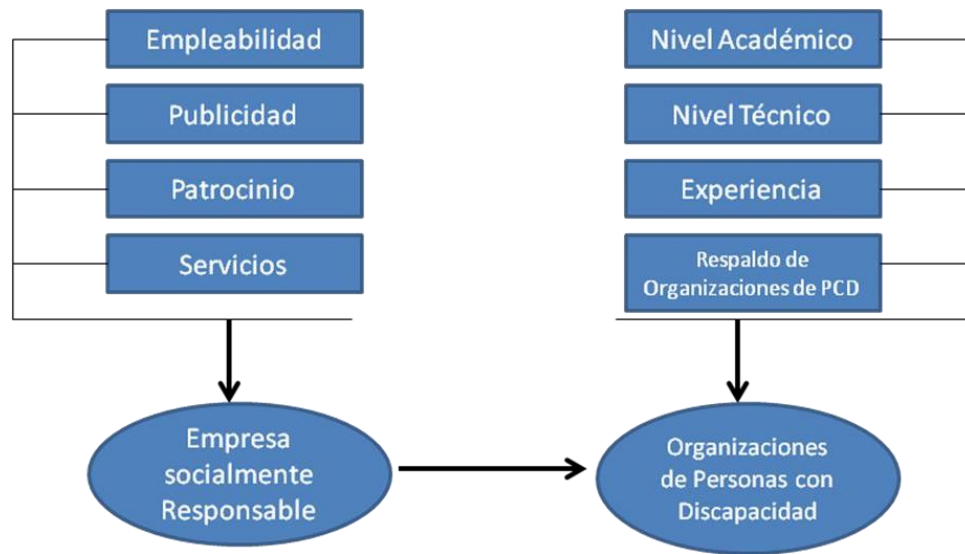 Empleabilidad
Publicidad
Patrocinio
Servicios
Empresa
socialmente
Responsable
Nivel Académico
Nivel Técnico
Experiencia
Respaldo de
Organizaciones de PCD
Organizaciones
de Personas con
Discapacidad